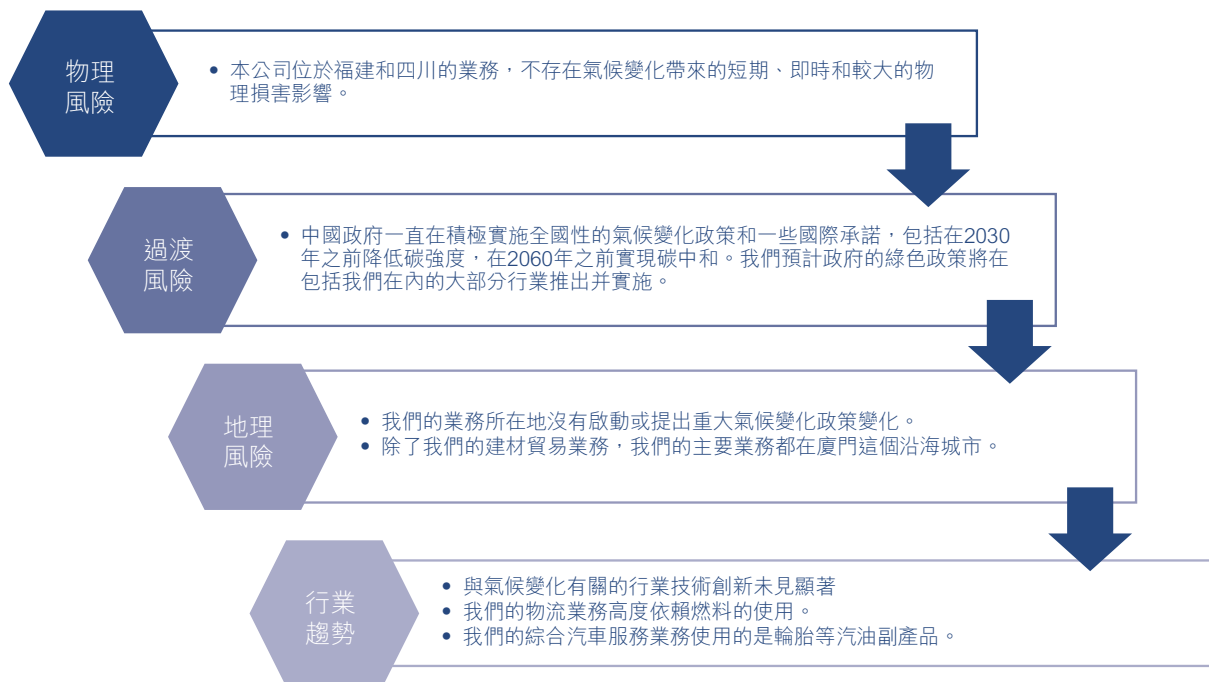 物理
風險
• 本公司位於福建和四川的業務，不存在氣候變化帶來的短期、即時和較大的物
理損害影響。
過渡
風險
• 中國政府一直在積極實施全國性的氣候變化政策和一些國際承諾，包括在2030
年之前降低碳強度，在2060年之前實現碳中和。我們預計政府的綠色政策將在
包括我們在內的大部分行業推出并實施。
地理
風險
• 我們的業務所在地沒有啟動或提出重大氣候變化政策變化。
• 除了我們的建材貿易業務，我們的主要業務都在廈門這個沿海城市。
行業
趨勢
• 與氣候變化有關的行業技術創新未見顯著
• 我們的物流業務高度依賴燃料的使用。
• 我們的綜合汽車服務業務使用的是輪胎等汽油副產品。